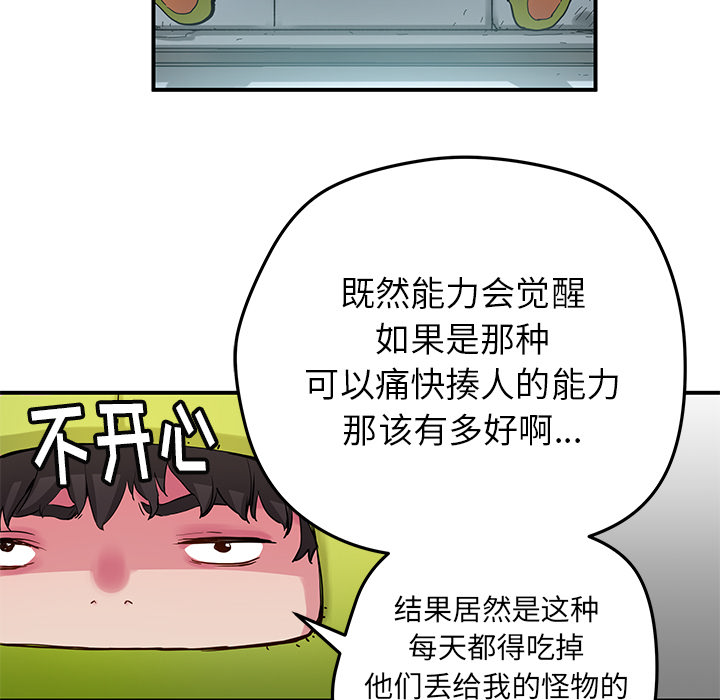 既然能力会觉醒
如果是那种
可以痛快揍人的能力
那该有多好啊...
不开心
结果居然是这种
每天都得吃掉
他们丢给我的怪物的